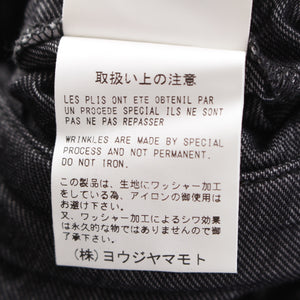 取扱い上の注意
LES PLIS ONT ETE OBTENIL PAR
UN PROCEDE SPECIAL ILS NE SONT
PAS NE PAS REPASSER
WRINKLES ARE MADE BY SPECIAL
PROCESS AND NOT PERMANENT.
DO NOT IRON.
この製品は、生地にワッシャー加工
をしている為、アイロンの御使用は
お避け下さい。
又、ワッシャー加工によるシワ効果
は永久的な物ではありませんので御
了承下さい。
(株)ヨウジヤマモト